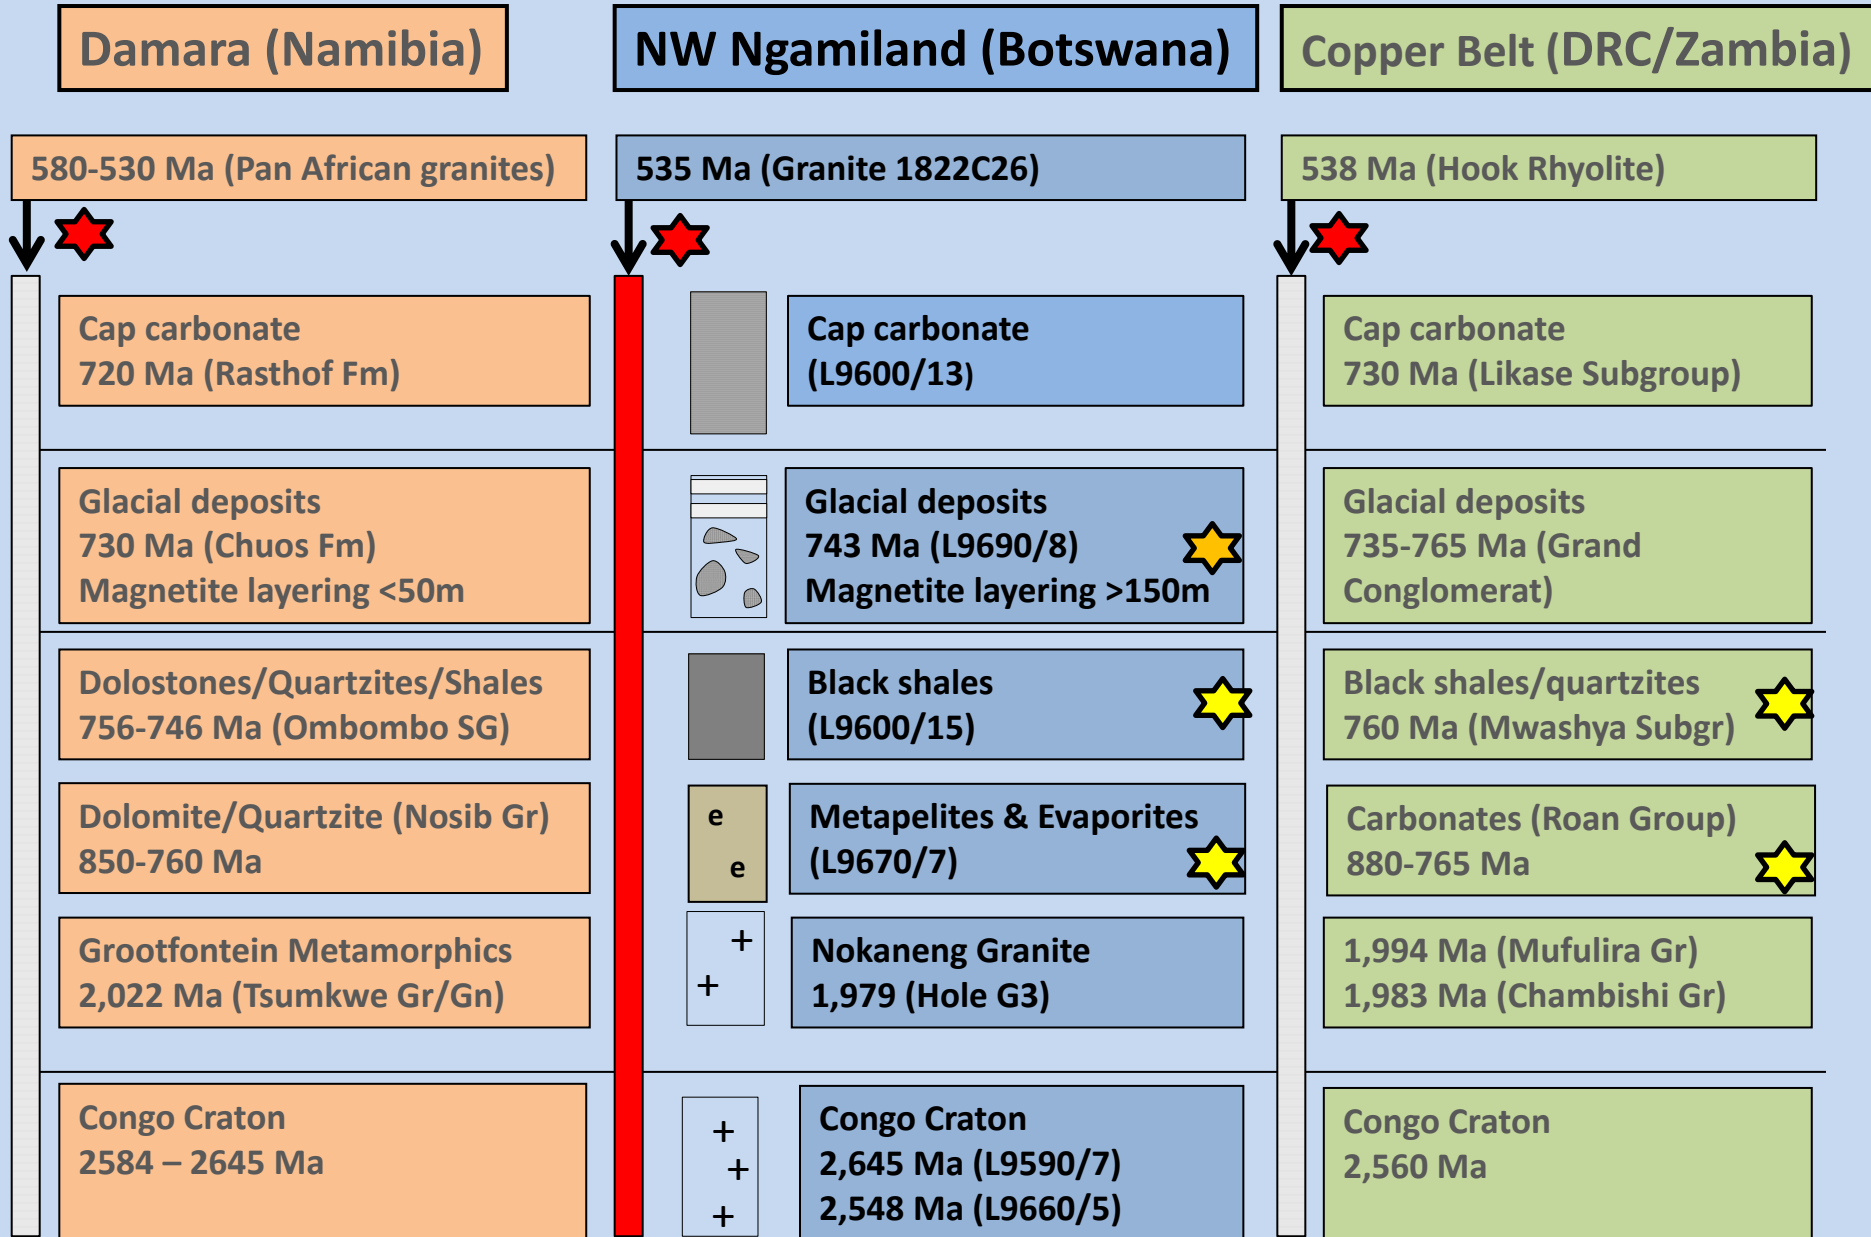 Damara (Namibia)
NW Ngamiland (Botswana)
Copper Belt (DRC/Zambia)
580-530 Ma (Pan African granites)
535 Ma (Granite 1822C26)
538 Ma (Hook Rhyolite)
Cap carbonate
720 Ma (Rasthof Fm)
Cap carbonate
(L9600/13)
Cap carbonate
730 Ma (Likase Subgroup)
Glacial deposits
730 Ma (Chuos Fm)
Magnetite layering <50m
Glacial deposits
743 Ma (L9690/8)
Magnetite layering >150m
Glacial deposits
735-765 Ma (Grand
Conglomerat)
Dolostones/Quartzites/Shales
756-746 Ma (Ombombo SG)
Black shales
(L9600/15)
Black shales/quartzites
760 Ma (Mwashya Subgr)
Dolomite/Quartzite (Nosib Gr)
850-760 Ma
e
e
Metapelites & Evaporites
(L9670/7)
Carbonates (Roan Group)
880-765 Ma
Grootfontein Metamorphics
2,022 Ma (Tsumkwe Gr/Gn)
+
+
Nokaneng Granite
1,979 (Hole G3)
1,994 Ma (Mufulira Gr)
1,983 Ma (Chambishi Gr)
Congo Craton
2584 – 2645 Ma
+
+
+
Congo Craton
2,645 Ma (L9590/7)
2,548 Ma (L9660/5)
Congo Craton
2,560 Ma